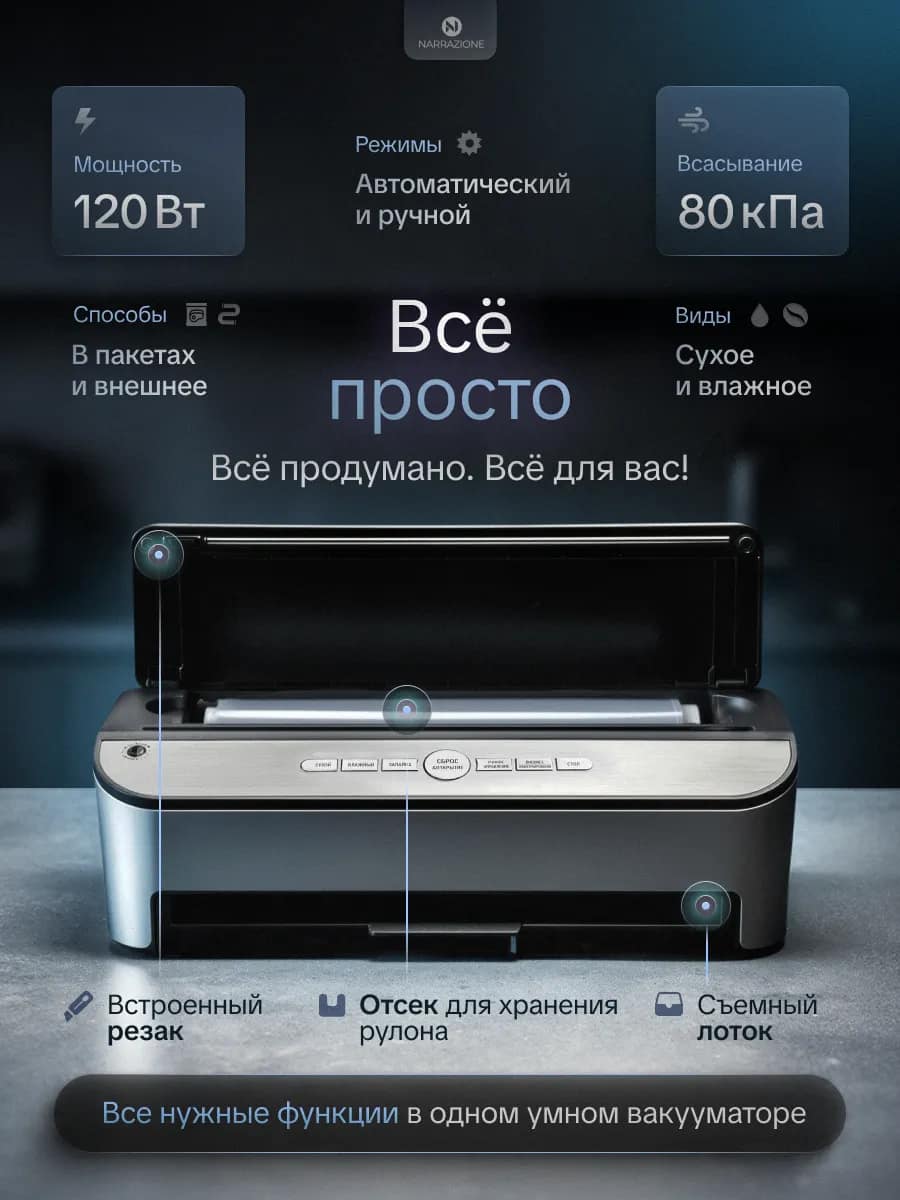 NARRAZIONE
Мощность
120 Вт
Режимы
Автоматический
и ручной
Всасывание
80 кПа
Способы
В пакетах
и внешнее
Всё
просто
Виды
Сухое
и влажное
Всё продумано. Всё для вас!
СУХОЙ
ВЛАЖНЫЙ
ЗАПАЙКА
СБРОС
СТОП
Встроенный
резак
Отсек для хранения
рулона
Съемный
лоток
Все нужные функции в одном умном вакууматоре